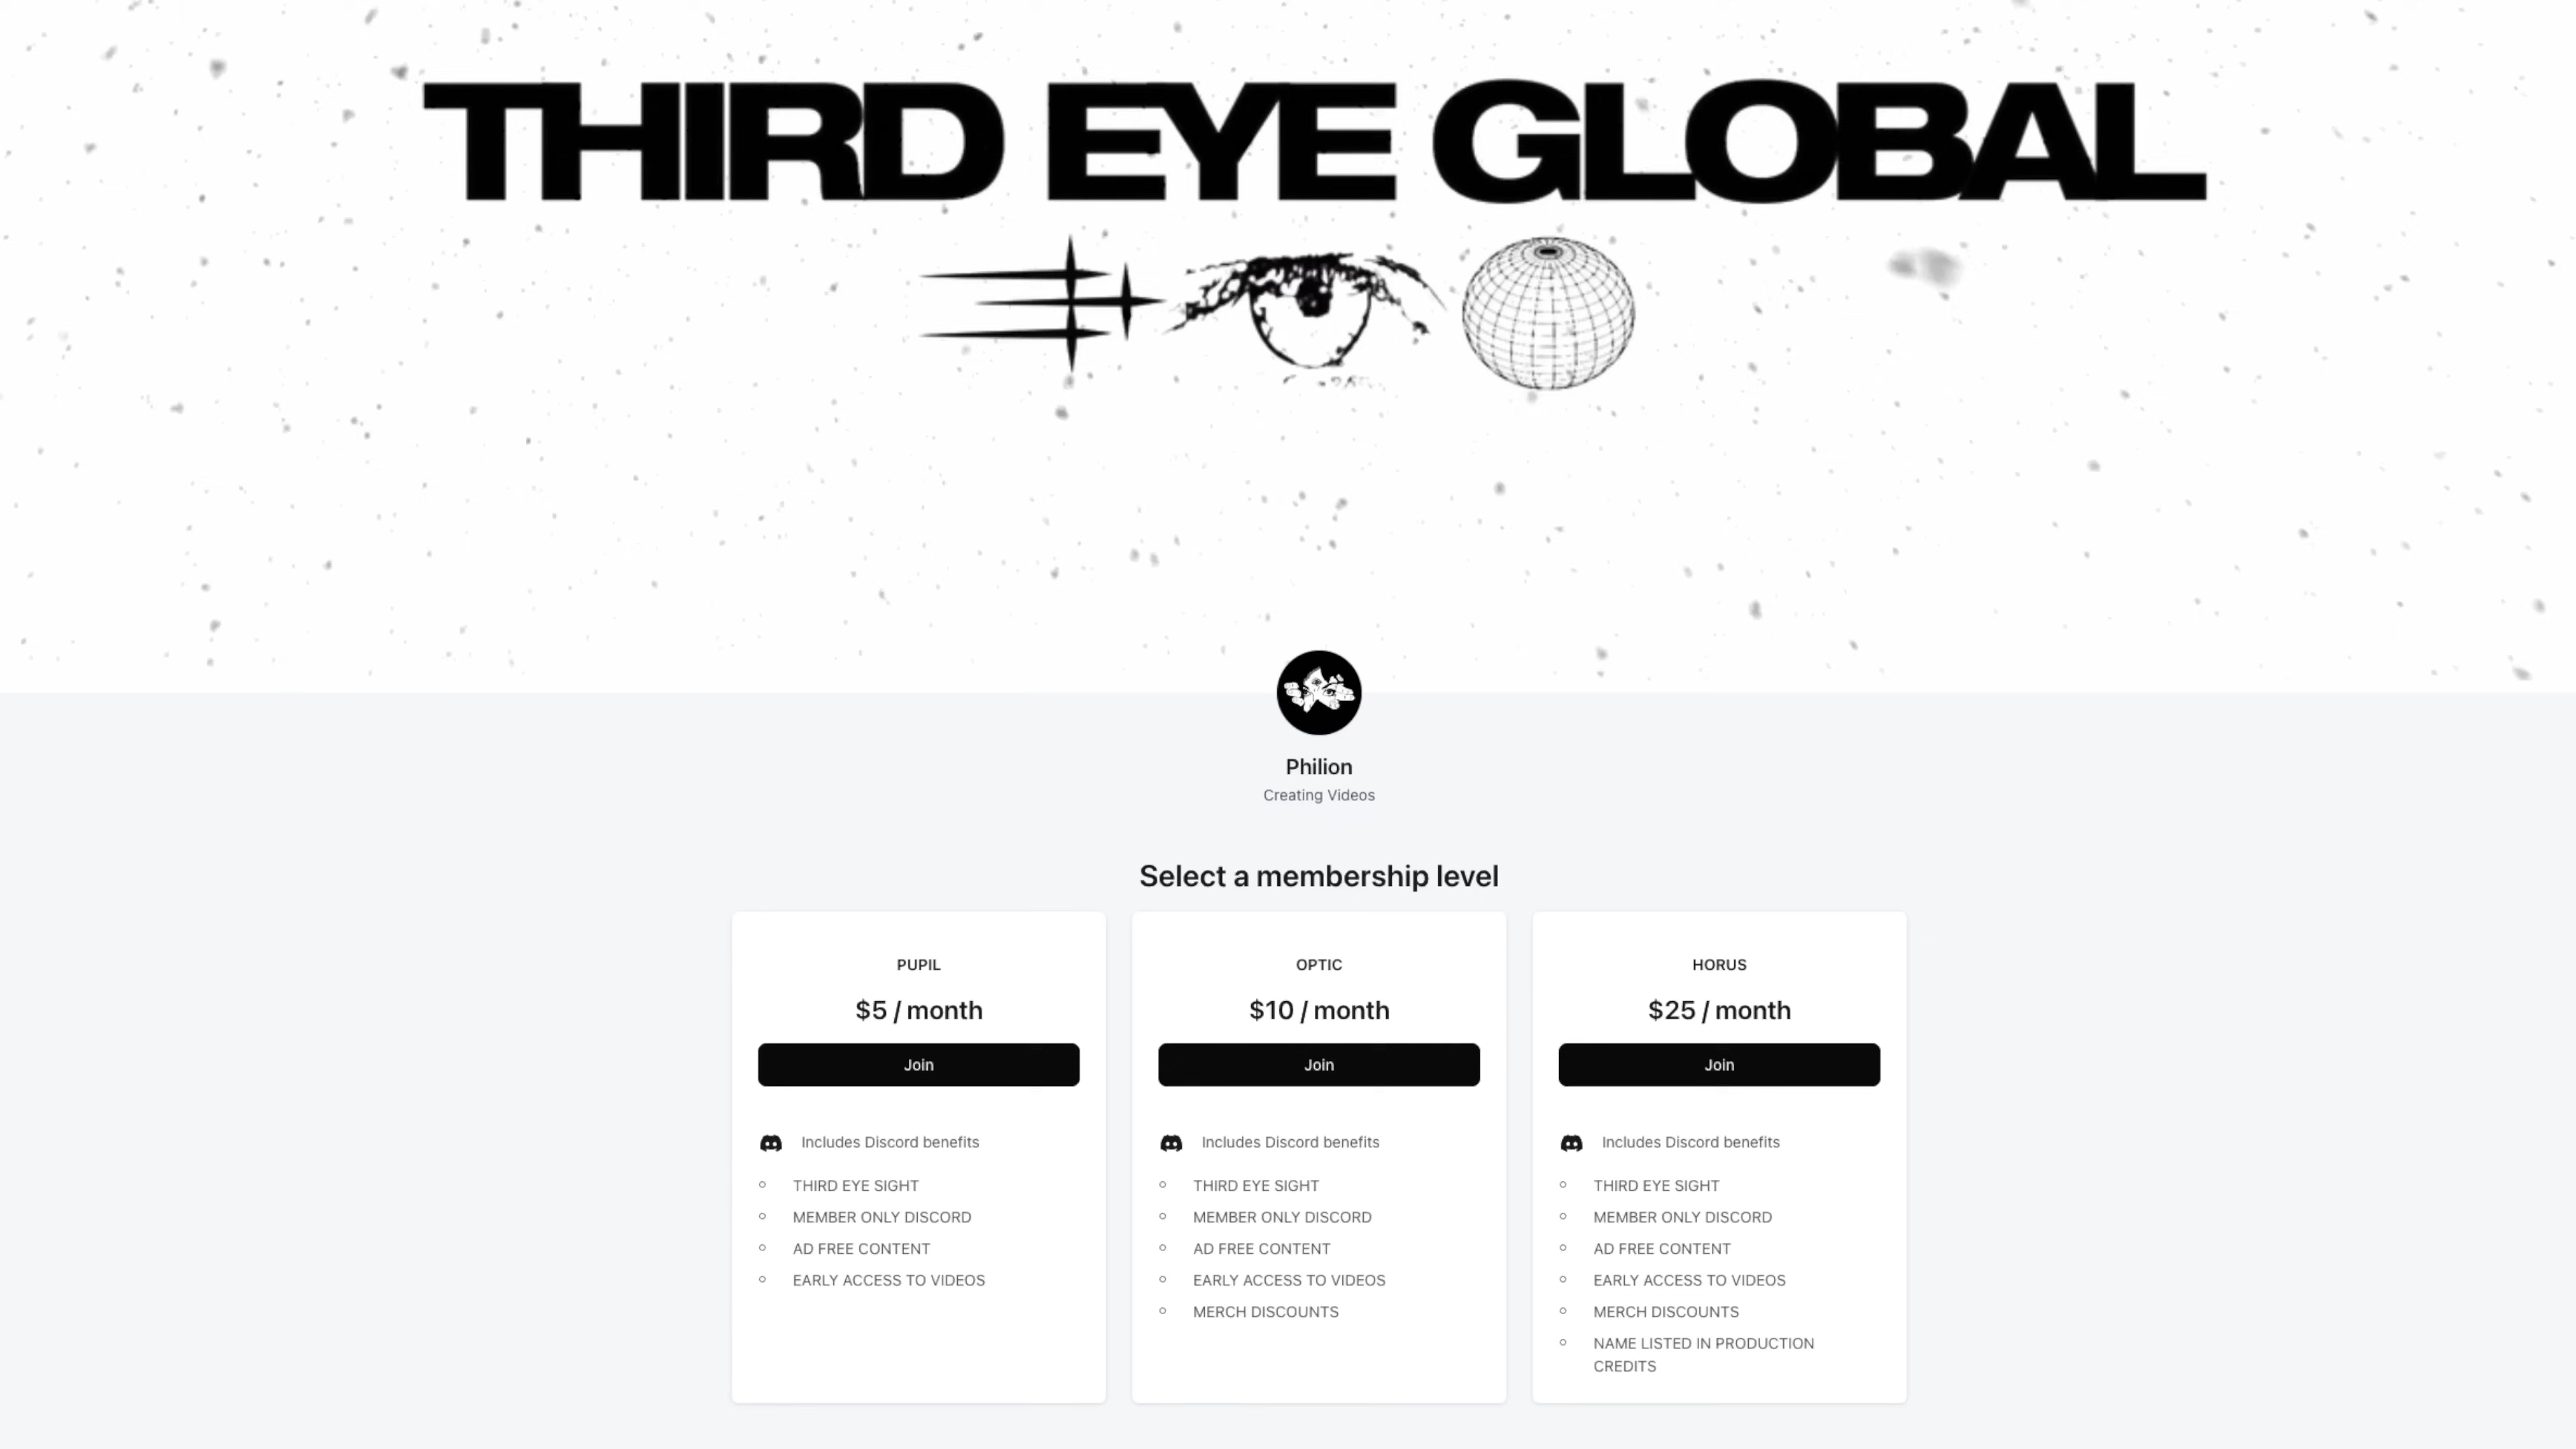 THIRD EYE GLOBAL
Philion
Creating Videos
Select a membership level
PUPIL
$5 / month
Join
Includes Discord benefits
THIRD EYE SIGHT
MEMBER ONLY DISCORD
AD FREE CONTENT
EARLY ACCESS TO VIDEOS
OPTIC
$10 / month
Join
Includes Discord benefits
THIRD EYE SIGHT
MEMBER ONLY DISCORD
AD FREE CONTENT
EARLY ACCESS TO VIDEOS
MERCH DISCOUNTS
HORUS
$25 / month
Join
Includes Discord benefits
THIRD EYE SIGHT
MEMBER ONLY DISCORD
AD FREE CONTENT
EARLY ACCESS TO VIDEOS
MERCH DISCOUNTS
NAME LISTED IN PRODUCTION
CREDITS